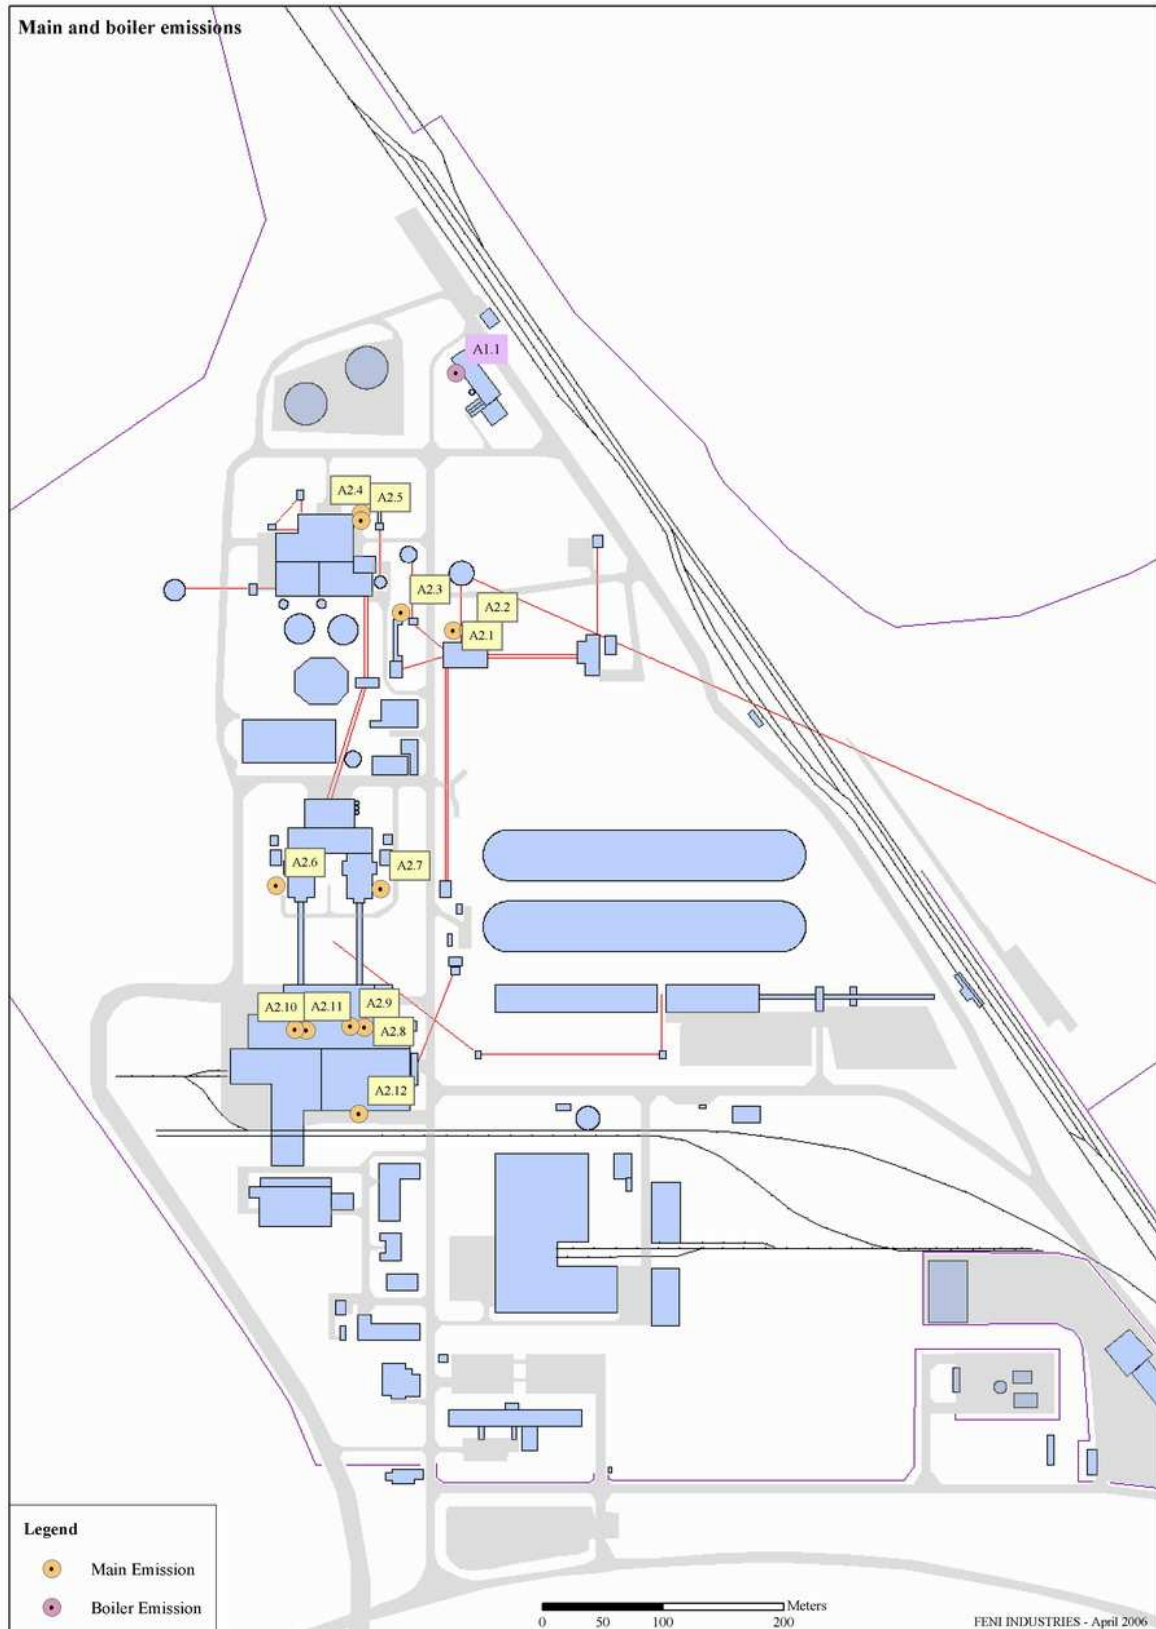 Main and boiler emissions
A1.1
A2.4
A2.5
A2.3
A2.2
A2.1
A2.6
A2.7
A2.10
A2.11
A2.9
A2.8
A2.12
Legend
Main Emission
Boiler Emission
Meters
0 50 100 200
FENI INDUSTRIES - April 2006